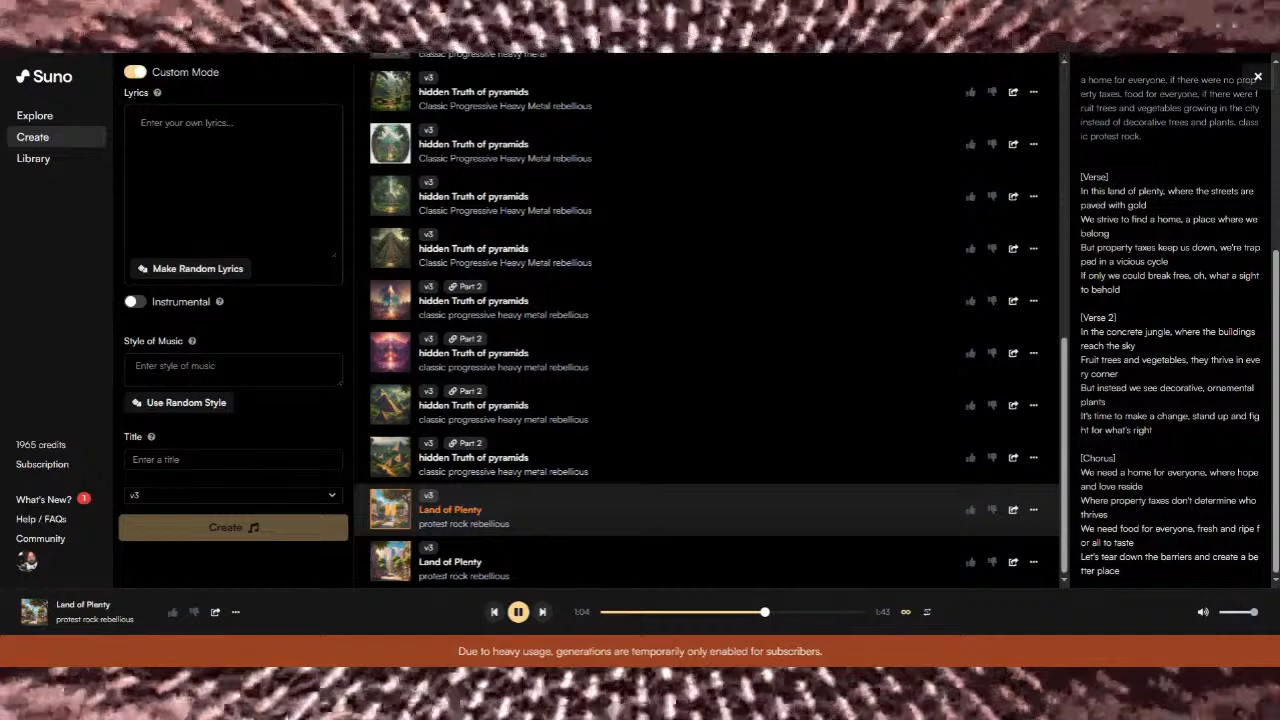 Suno
Explore
Create
Library
1965 credits
Subscription
What's New? 1
Help / FAQs
Community
Custom Mode
Lyrics
Enter your own lyrics...
Make Random Lyrics
Instrumental
Style of Music
Enter style of music
Use Random Style
Title
Enter a title
v3
Create
classic progressive heavy metal
v3
hidden Truth of pyramids
Classic Progressive Heavy Metal rebellious
v3
hidden Truth of pyramids
Classic Progressive Heavy Metal rebellious
v3
hidden Truth of pyramids
Classic Progressive Heavy Metal rebellious
v3
hidden Truth of pyramids
Classic Progressive Heavy Metal rebellious
v3 Part 2
hidden Truth of pyramids
classic progressive heavy metal rebellious
v3 Part 2
hidden Truth of pyramids
classic progressive heavy metal rebellious
v3 Part 2
hidden Truth of pyramids
classic progressive heavy metal rebellious
v3 Part 2
hidden Truth of pyramids
classic progressive heavy metal rebellious
v3
Land of Plenty
protest rock rebellious
v3
Land of Plenty
protest rock rebellious
a home for everyone, if there were no prop
erty taxes. food for everyone, if there were f
ruit trees and vegetables growing in the city
instead of decorative trees and plants. class
ic protest rock.
[Verse]
In this land of plenty, where the streets are
paved with gold
We strive to find a home, a place where we
belong
But property taxes keep us down, we're trap
ped in a vicious cycle
If only we could break free, oh, what a sight
to behold
[Verse 2]
In the concrete jungle, where the buildings
reach the sky
Fruit trees and vegetables, they thrive in eve
ry corner
But instead we see decorative, ornamental
plants
It's time to make a change, stand up and fig
ht for what's right
[Chorus]
We need a home for everyone, where hope
and love reside
Where property taxes don't determine who
thrives
We need food for everyone, fresh and ripe f
or all to taste
Let's tear down the barriers and create a be
tter place
Land of Plenty
protest rock rebellious
1:04
1:43
Due to heavy usage, generations are temporarily only enabled for subscribers.